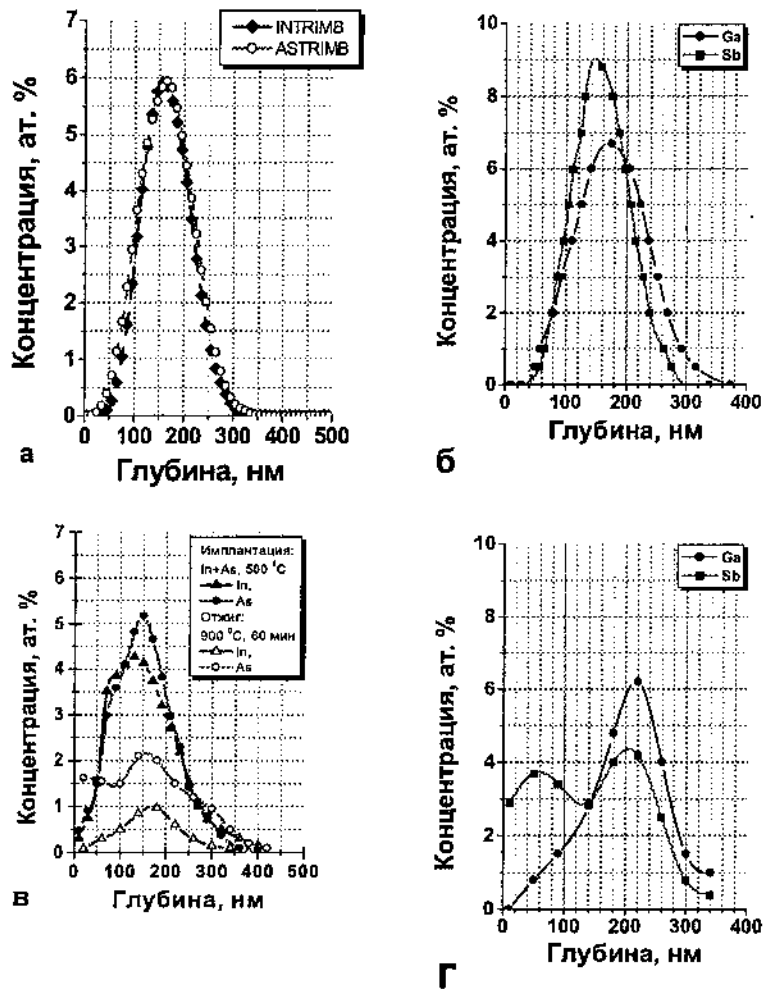 7
6
5
4
3
2
1
0
0 100 200 300 400 500
Концентрация, ат. %
Глубина, нм
INTRIMB
ASTRIMB
а
10
8
6
4
2
0
0 100 200 300 400
Концентрация, ат. %
Глубина, нм
Ga
Sb
б
7
6
5
4
3
2
1
0
0 100 200 300 400 500
Концентрация, ат. %
Глубина, нм
Имплантация:
In+As, 500 °C
In,
As
Отжиг:
900 °C, 60 мин
In,
As
в
10
8
6
4
2
0
0 100 200 300 400
Концентрация, ат. %
Глубина, нм
Ga
Sb
Г